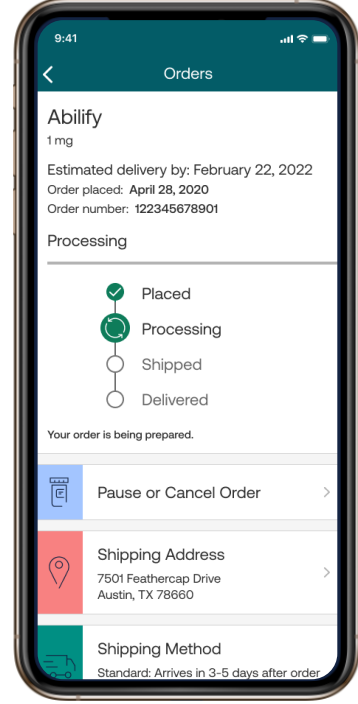 9:41
Orders
Abilify
1 mg
Estimated delivery by: February 22, 2022
Order placed: April 28, 2020
Order number: 122345678901
Processing
Placed
Processing
Shipped
Delivered
Your order is being prepared.
Pause or Cancel Order
Shipping Address
7501 Feathercap Drive
Austin, TX 78660
Shipping Method
Standard: Arrives in 3-5 days after order